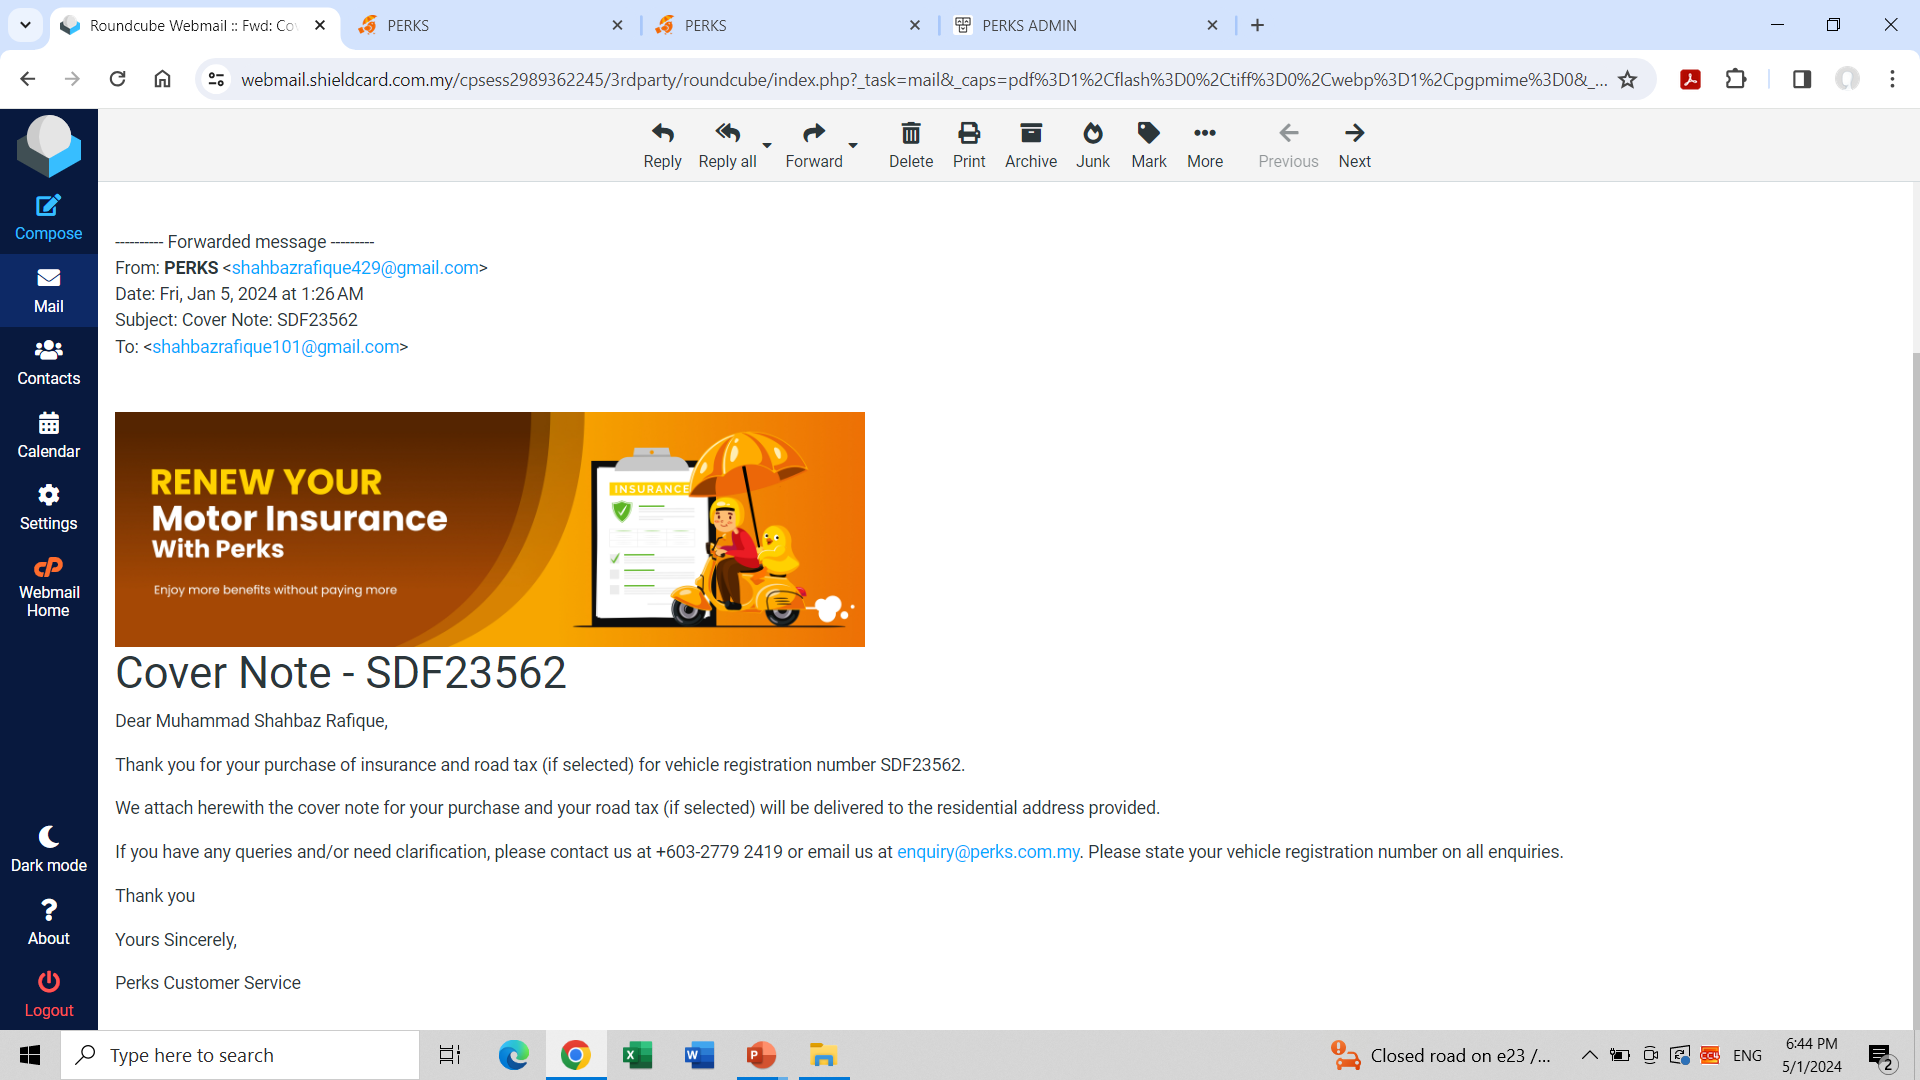 Roundcube Webmail :: Fwd: Co
PERKS
PERKS
PERKS ADMIN
webmail.shieldcard.com.my/cpsess2989362245/3rdparty/roundcube/index.php?_task=mail&_caps=pdf%3D1%2Cflash%3D0%2Ctiff%3D0%2Cwebp%3D1%2Cpgpmime%3D0&_...
Reply
Reply all
Forward
Delete
Print
Archive
Junk
Mark
More
Previous
Next
Compose
Mail
Contacts
Calendar
Settings
Webmail
Home
Dark mode
About
Logout
---------- Forwarded message ---------
From: PERKS <shahbazrafique429@gmail.com>
Date: Fri, Jan 5, 2024 at 1:26 AM
Subject: Cover Note: SDF23562
To: <shahbazrafique101@gmail.com>
RENEW YOUR
Motor Insurance
With Perks
Enjoy more benefits without paying more
INSURANCE
Cover Note - SDF23562
Dear Muhammad Shahbaz Rafique,
Thank you for your purchase of insurance and road tax (if selected) for vehicle registration number SDF23562.
We attach herewith the cover note for your purchase and your road tax (if selected) will be delivered to the residential address provided.
If you have any queries and/or need clarification, please contact us at +603-2779 2419 or email us at enquiry@perks.com.my. Please state your vehicle registration number on all enquiries.
Thank you
Yours Sincerely,
Perks Customer Service
Type here to search
Closed road on e23 /...
ENG
6:44 PM
5/1/2024
2